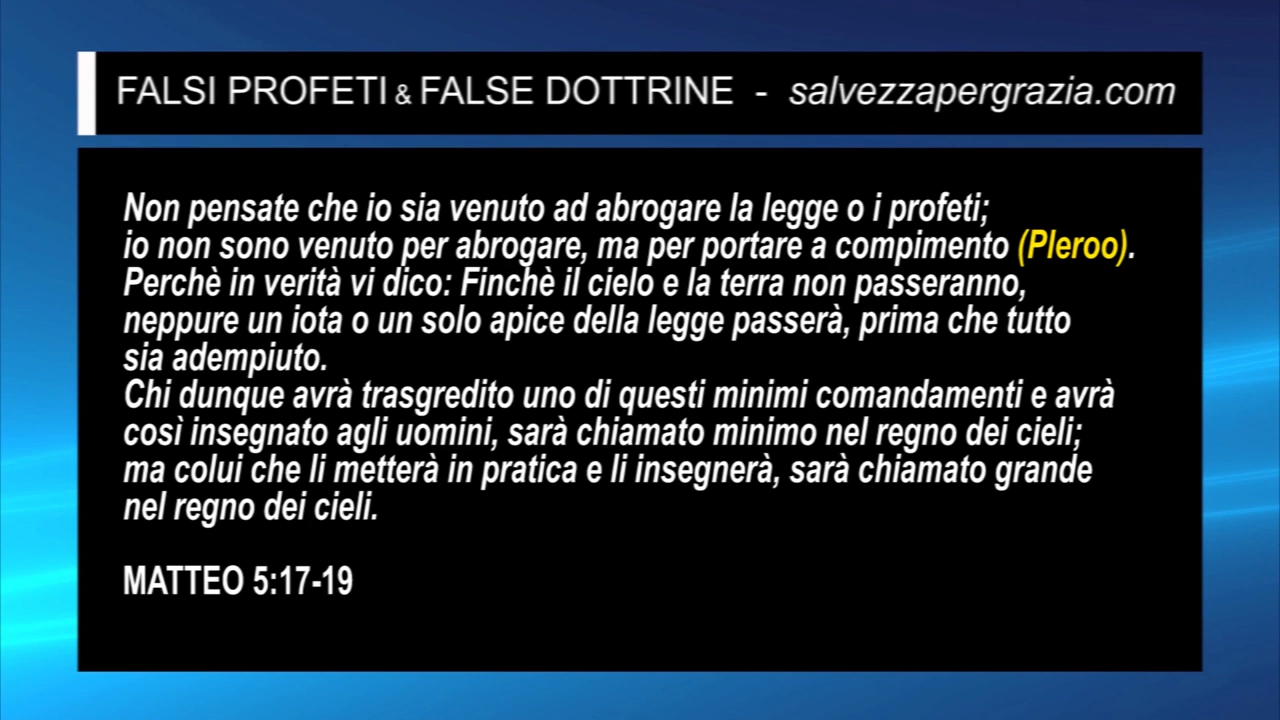 FALSI PROFETI & FALSE DOTTRINE - salvezzapergrazia.com
Non pensate che io sia venuto ad abrogare la legge o i profeti;
io non sono venuto per abrogare, ma per portare a compimento (Pleroo).
Perchè in verità vi dico: Finchè il cielo e la terra non passeranno,
neppure un iota o un solo apice della legge passerà, prima che tutto
sia adempiuto.
Chi dunque avrà trasgredito uno di questi minimi comandamenti e avrà
così insegnato agli uomini, sarà chiamato minimo nel regno dei cieli;
ma colui che li metterà in pratica e li insegnerà, sarà chiamato grande
nel regno dei cieli.
MATTEO 5:17-19